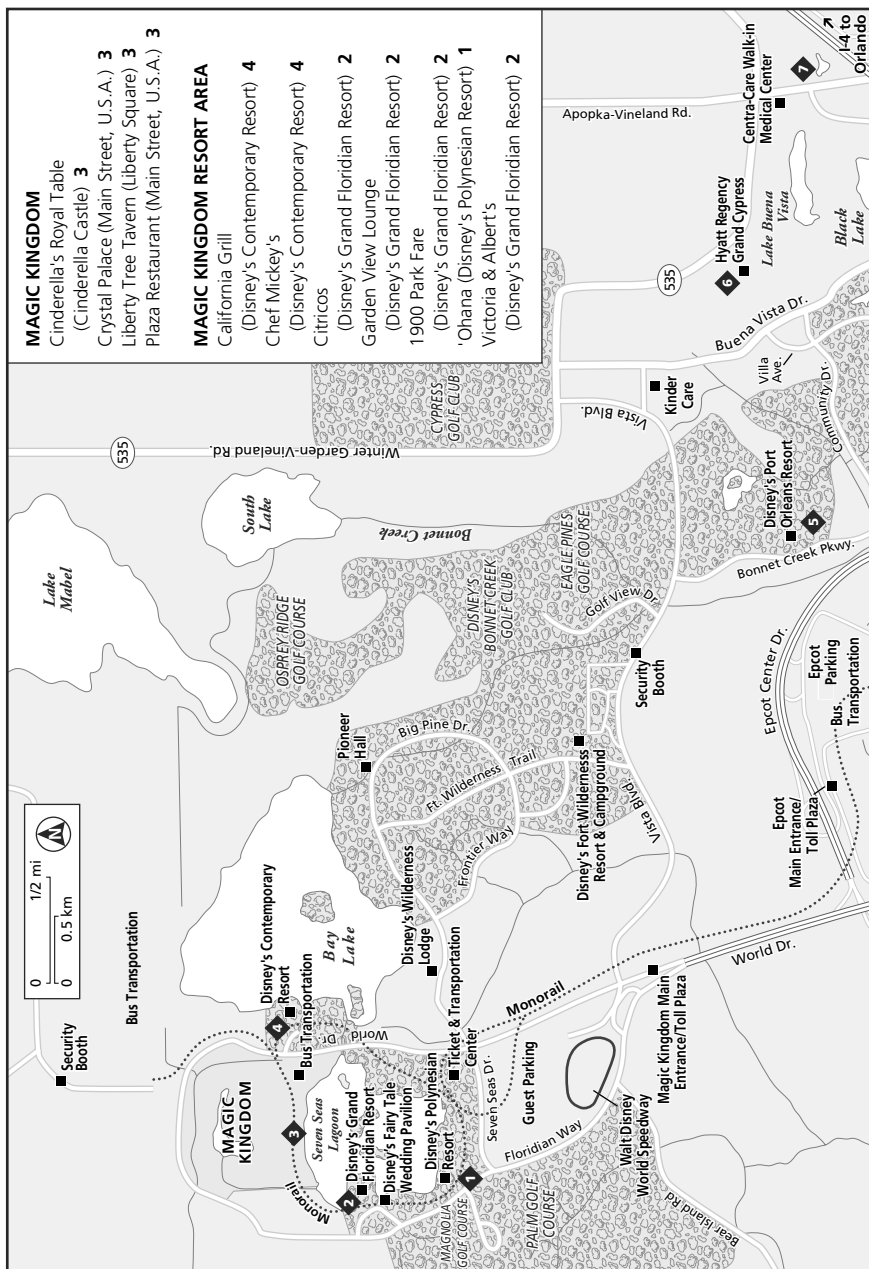 MAGIC KINGDOM
Cinderella's Royal Table
(Cinderella Castle) 3
Crystal Palace (Main Street, U.S.A.) 3
Liberty Tree Tavern (Liberty Square) 3
Plaza Restaurant (Main Street, U.S.A.) 3
MAGIC KINGDOM RESORT AREA
California Grill
(Disney's Contemporary Resort) 4
Chef Mickey's
(Disney's Contemporary Resort) 4
Citricos
(Disney's Grand Floridian Resort) 2
Garden View Lounge
(Disney's Grand Floridian Resort) 2
1900 Park Fare
(Disney's Grand Floridian Resort) 2
'Ohana (Disney's Polynesian Resort) 1
Victoria & Albert's
(Disney's Grand Floridian Resort) 2
0
1/2 mi
0
0.5 km
N
Security
Booth
Bus Transportation
Lake
Mabel
South
Lake
535
Winter Garden-Vineland Rd.
CYPRESS
GOLF CLUB
Apopka-Vineland Rd.
I-4 to
Orlando
Centra-Care Walk-in
Medical Center
7
Hyatt Regency
Grand Cypress
6
535
Lake Buena
Vista
Black
Lake
Buena Vista Dr.
Villa
Ave.
Community Dr.
Kinder
Care
Vista Blvd.
Disney's Port
Orleans Resort
5
Bonnet Creek Pkwy.
Bonnet Creek
OSPREY RIDGE
GOLF COURSE
DISNEY'S
BONNET CREEK
GOLF CLUB
EAGLE PINES
GOLF COURSE
Golf View Dr.
Security
Booth
Pioneer
Hall
Big Pine Dr.
Ft. Wilderness Trail
Frontier Way
Disney's Fort Wildernesss
Resort & Campground
Vista Blvd.
Disney's Wilderness
Lodge
Bay
Lake
Disney's Contemporary
Resort
4
Bus Transportation
World Dr.
MAGIC
KINGDOM
3
Seven Seas
Lagoon
Monorail
2
Disney's Grand
Floridian Resort
Disney's Fairy Tale
Wedding Pavilion
Disney's Polynesian
Resort
1
MAGNOLIA
GOLF COURSE
Ticket & Transportation
Center
Seven Seas Dr.
Monorail
Guest Parking
Floridian Way
PALM GOLF
COURSE
Bear Island Rd
Walt Disney
World Speedway
Magic Kingdom Main
Entrance/Toll Plaza
World Dr.
Epcot Center Dr.
Epcot
Parking
Bus
Transportation
Epcot
Main Entrance/
Toll Plaza